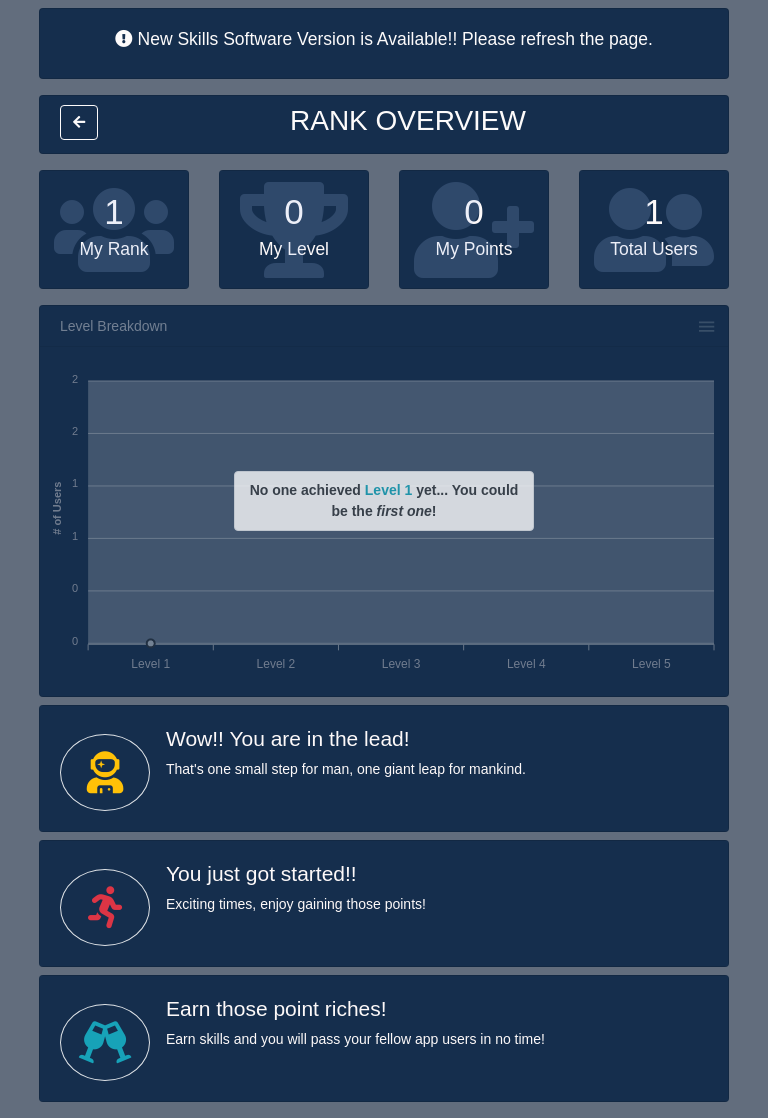 New Skills Software Version is Available!! Please refresh the page.
RANK OVERVIEW
1
My Rank
0
My Level
0
My Points
1
Total Users
Level Breakdown
# of Users
2
2
1
1
0
0
No one achieved Level 1 yet... You could
be the first one!
Level 1 Level 2 Level 3 Level 4 Level 5
Wow!! You are in the lead!
That's one small step for man, one giant leap for mankind.
You just got started!!
Exciting times, enjoy gaining those points!
Earn those point riches!
Earn skills and you will pass your fellow app users in no time!